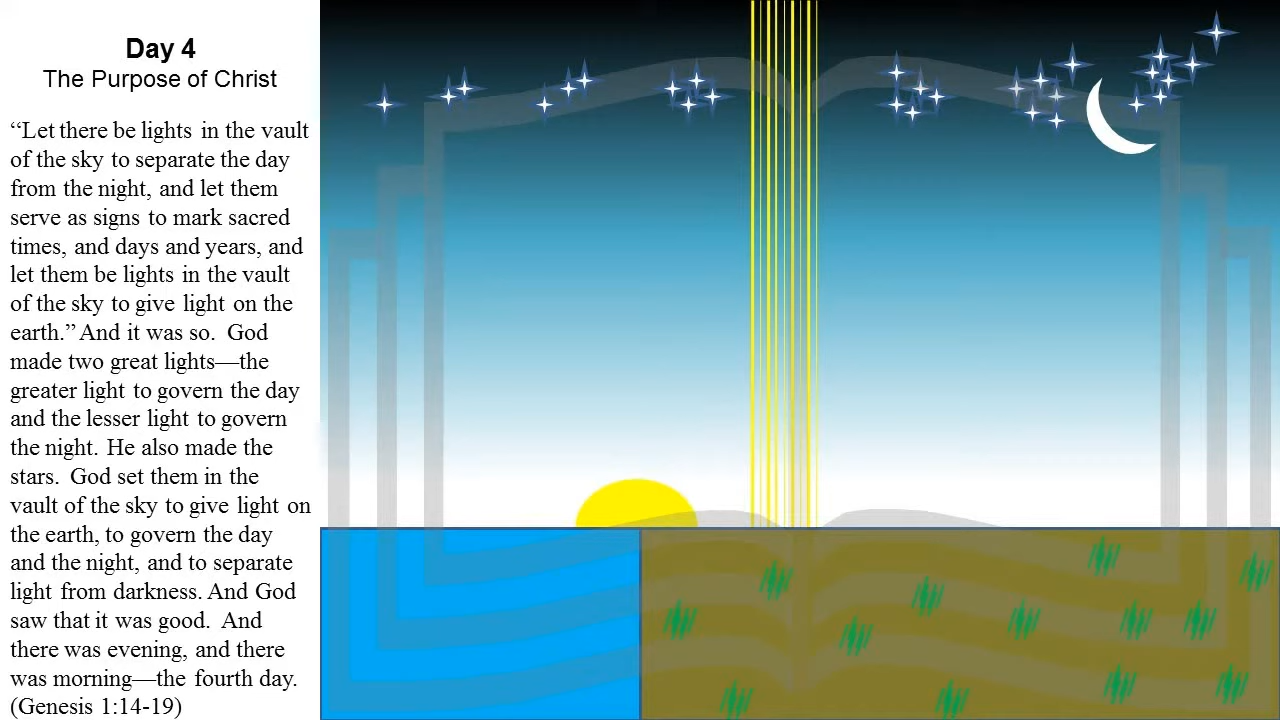 Day 4
The Purpose of Christ
“Let there be lights in the vault
of the sky to separate the day
from the night, and let them
serve as signs to mark sacred
times, and days and years, and
let them be lights in the vault
of the sky to give light on the
earth.” And it was so.  God
made two great lights—the
greater light to govern the day
and the lesser light to govern
the night. He also made the
stars.  God set them in the
vault of the sky to give light on
the earth, to govern the day
and the night, and to separate
light from darkness. And God
saw that it was good.  And
there was evening, and there
was morning—the fourth day.
(Genesis 1:14-19)